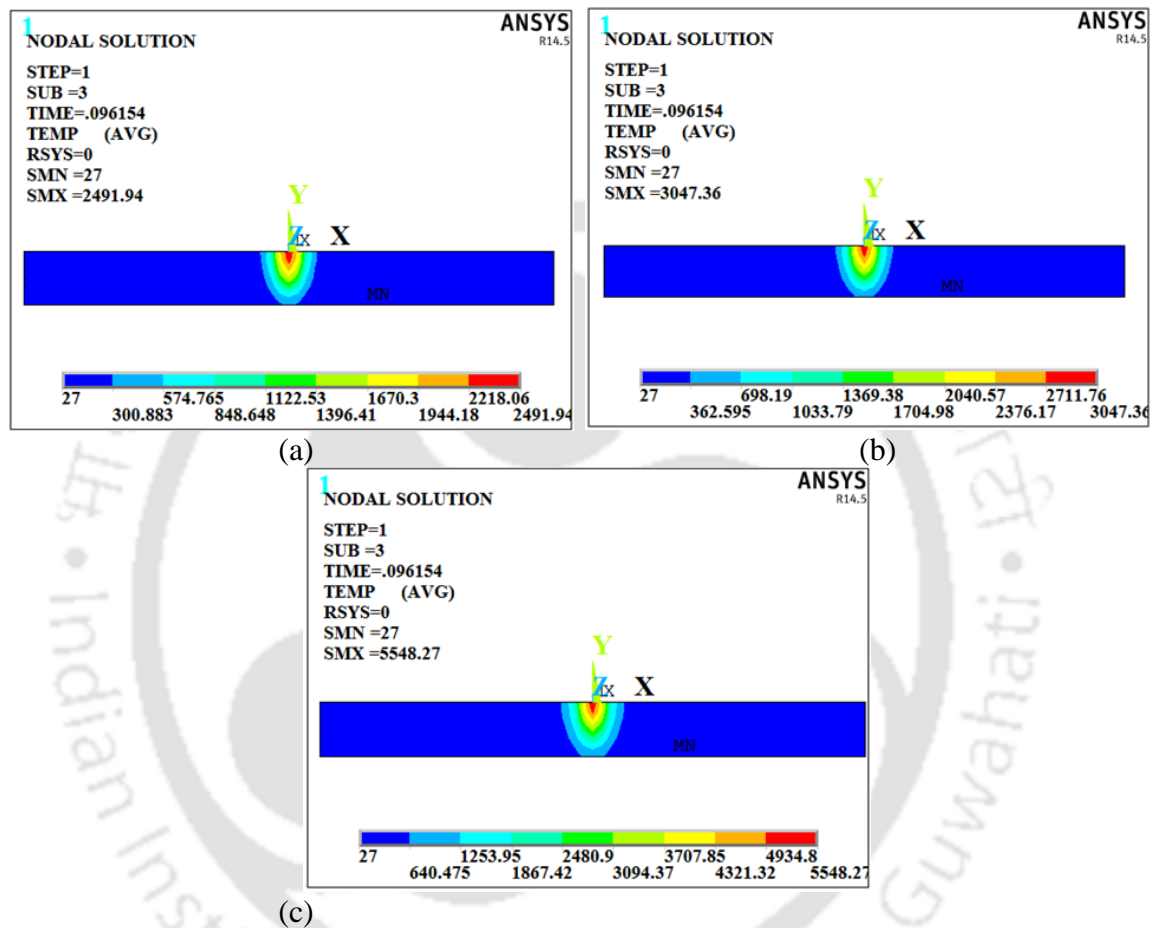 1
NODAL SOLUTION
STEP=1
SUB =3
TIME=.096154
TEMP (AVG)
RSYS=0
SMN =27
SMX =2491.94
ANSYS
R14.5
Y
Z
X
MN
27 574.765 1122.53 1670.3 2218.06
300.883 848.648 1396.41 1944.18 2491.94
(a)
1
NODAL SOLUTION
STEP=1
SUB =3
TIME=.096154
TEMP (AVG)
RSYS=0
SMN =27
SMX =3047.36
ANSYS
R14.5
Y
Z
X
MN
27 698.19 1369.38 2040.57 2711.76
362.595 1033.79 1704.98 2376.17 3047.36
(b)
1
NODAL SOLUTION
STEP=1
SUB =3
TIME=.096154
TEMP (AVG)
RSYS=0
SMN =27
SMX =5548.27
ANSYS
R14.5
Y
Z
X
MN
27 1253.95 2480.9 3707.85 4934.8
640.475 1867.42 3094.37 4321.32 5548.27
(c)
Indian Inst
Guwahati